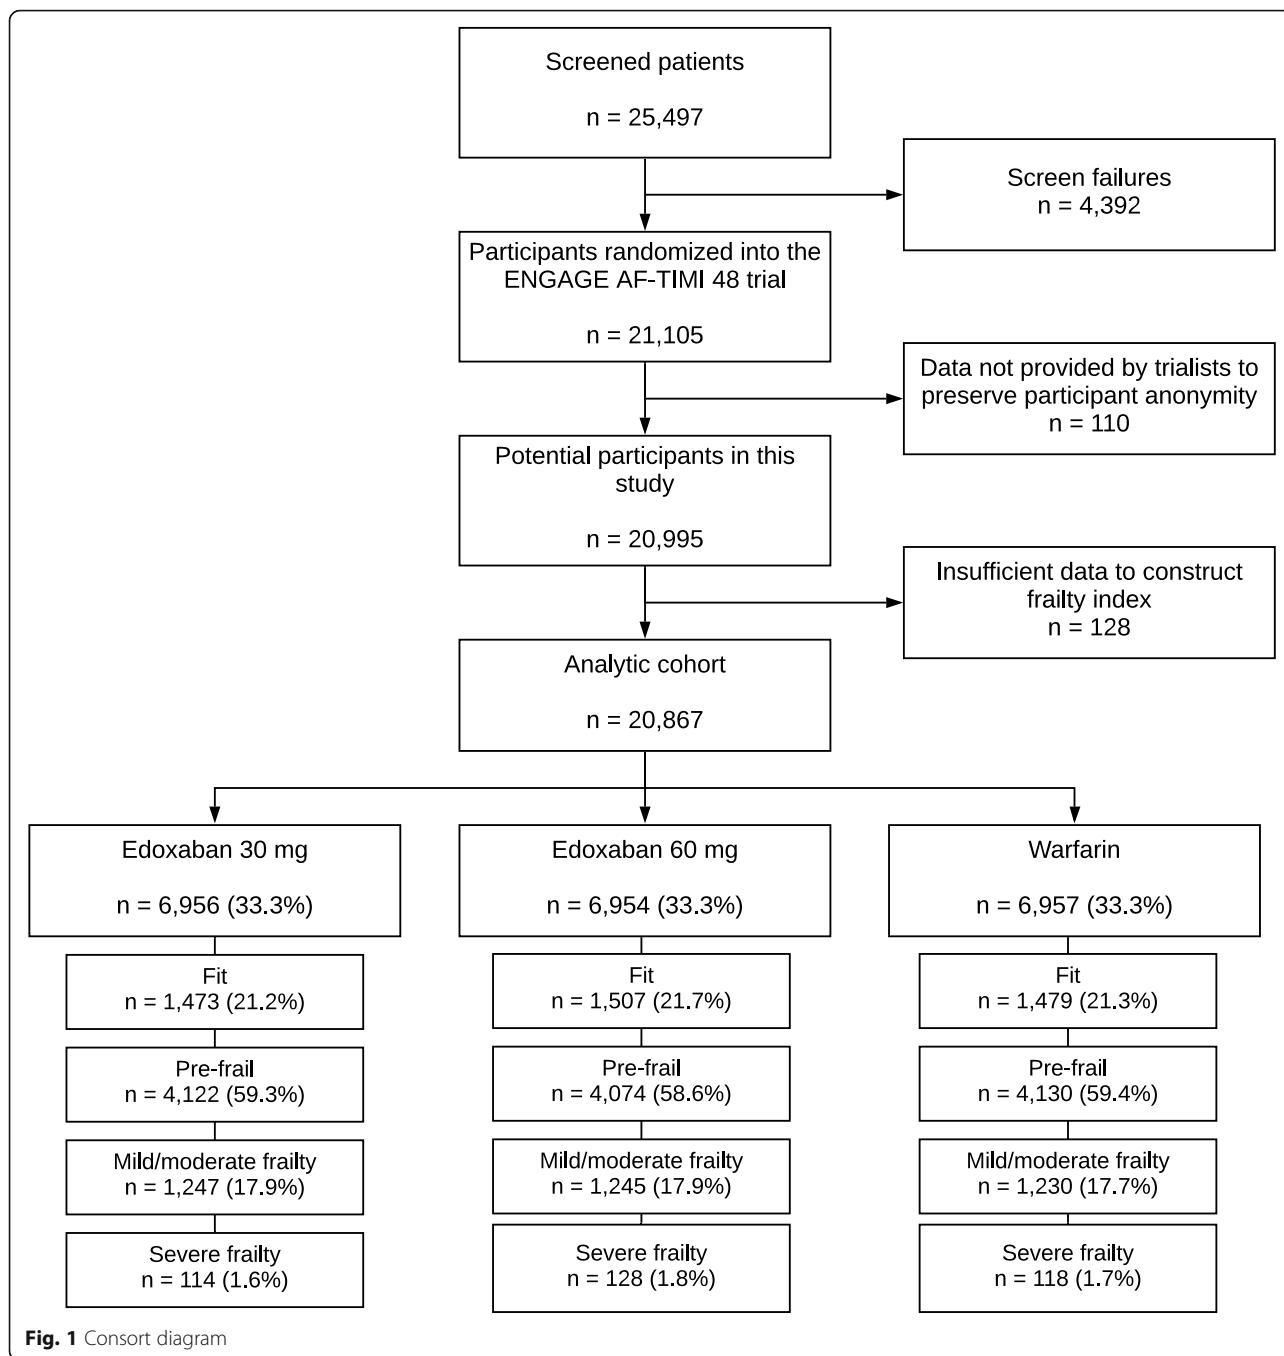 Screened patients
n = 25,497
Screen failures
n = 4,392
Participants randomized into the
ENGAGE AF-TIMI 48 trial
n = 21,105
Data not provided by trialists to
preserve participant anonymity
n = 110
Potential participants in this
study
n = 20,995
Insufficient data to construct
frailty index
n = 128
Analytic cohort
n = 20,867
Edoxaban 30 mg
n = 6,956 (33.3%)
Fit
n = 1,473 (21.2%)
Pre-frail
n = 4,122 (59.3%)
Mild/moderate frailty
n = 1,247 (17.9%)
Severe frailty
n = 114 (1.6%)
Edoxaban 60 mg
n = 6,954 (33.3%)
Fit
n = 1,507 (21.7%)
Pre-frail
n = 4,074 (58.6%)
Mild/moderate frailty
n = 1,245 (17.9%)
Severe frailty
n = 128 (1.8%)
Warfarin
n = 6,957 (33.3%)
Fit
n = 1,479 (21.3%)
Pre-frail
n = 4,130 (59.4%)
Mild/moderate frailty
n = 1,230 (17.7%)
Severe frailty
n = 118 (1.7%)
Fig. 1 Consort diagram